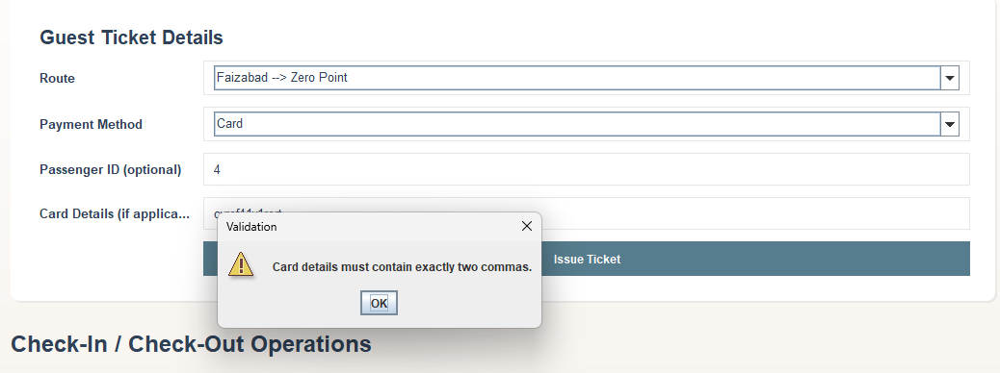 Guest Ticket Details
Route
Faizabad --> Zero Point
Payment Method
Card
Passenger ID (optional)
4
Card Details (if applica...
Validation
Card details must contain exactly two commas.
Issue Ticket
OK
Check-In / Check-Out Operations